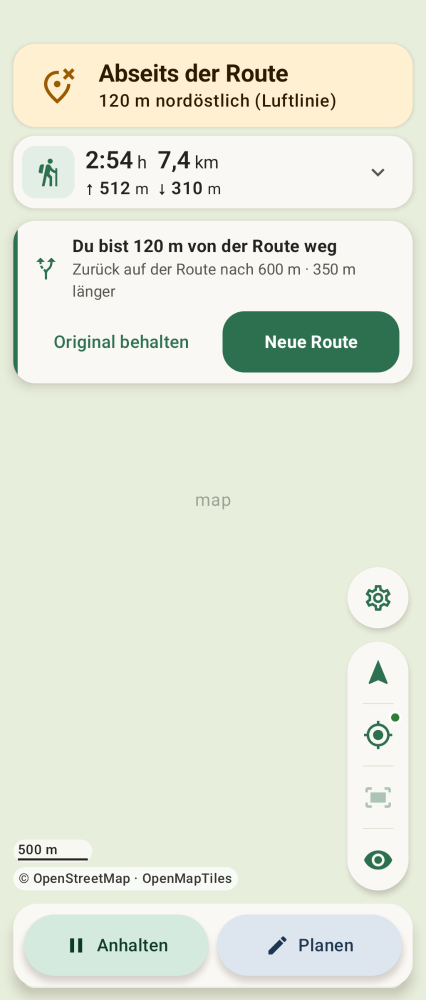 Abseits der Route
120 m nordöstlich (Luftlinie)
2:54 h 7,4 km
↑ 512 m ↓ 310 m
Du bist 120 m von der Route weg
Zurück auf der Route nach 600 m · 350 m
länger
Original behalten
Neue Route
map
500 m
© OpenStreetMap · OpenMapTiles
Anhalten
Planen